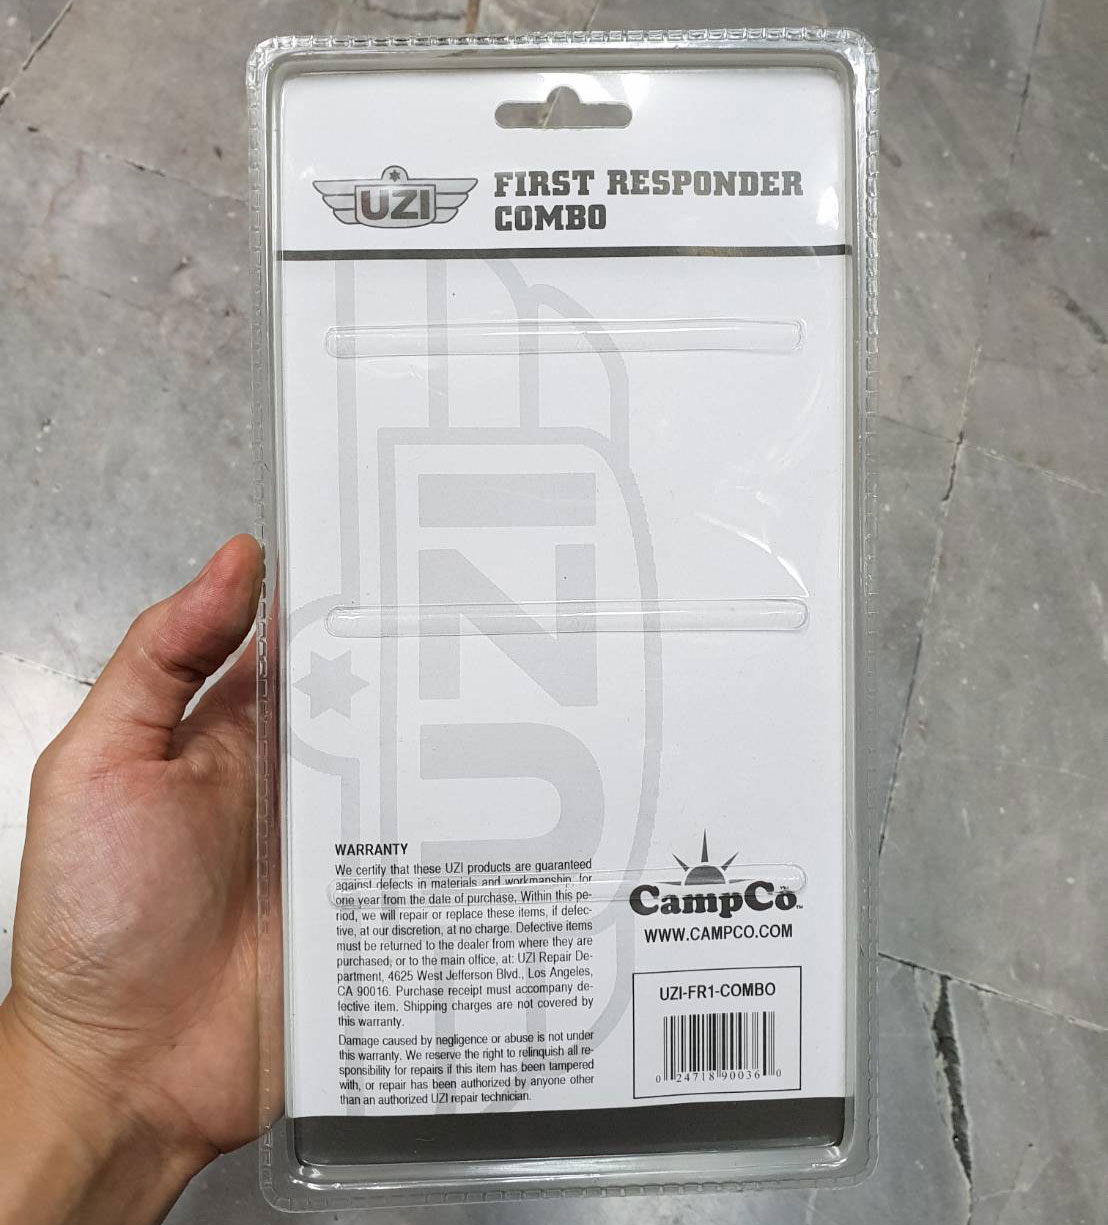 UZI
FIRST RESPONDER
COMBO
UZI
WARRANTY
We certify that these UZI products are guaranteed
against defects in materials and workmanship, for
one year from the date of purchase. Within this pe-
riod, we will repair or replace these items, if defec-
tive, at our discretion, at no charge. Defective items
must be returned to the dealer from where they are
purchased, or to the main office, at: UZI Repair De-
partment, 4625 West Jefferson Blvd., Los Angeles,
CA 90016. Purchase receipt must accompany de-
fective item. Shipping charges are not covered by
this warranty.
Damage caused by negligence or abuse is not under
this warranty. We reserve the right to relinquish all re-
sponsibility for repairs if this item has been tampered
with, or repair has been authorized by anyone other
than an authorized UZI repair technician.
CampCo™
WWW.CAMPCO.COM
UZI-FR1-COMBO
0 24718 90036 0